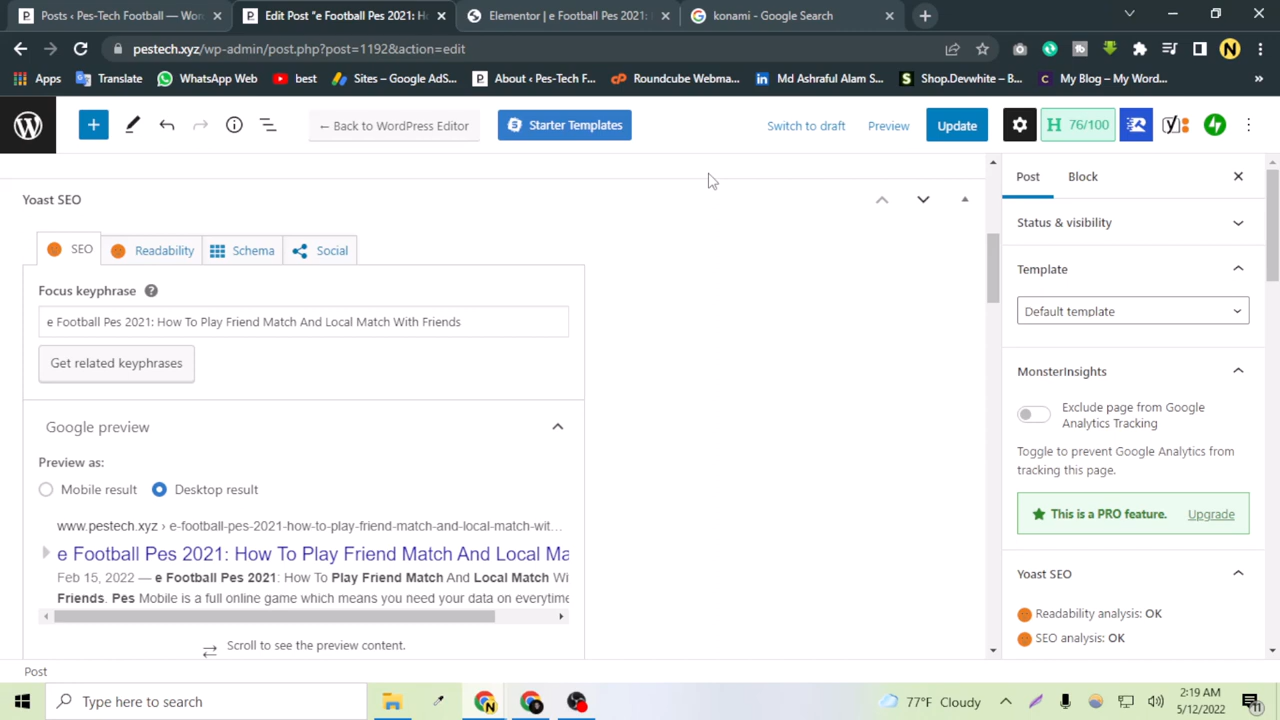 Posts ‹ Pes-Tech Football — Wor
Edit Post "e Football Pes 2021: H
Elementor | e Football Pes 2021:
konami - Google Search
pestech.xyz/wp-admin/post.php?post=1192&action=edit
Apps
Translate
WhatsApp Web
best
Sites – Google AdS...
About ‹ Pes-Tech F...
Roundcube Webma...
Md Ashraful Alam S...
Shop.Devwhite – B...
My Blog – My Wor...
»
← Back to WordPress Editor
Starter Templates
Switch to draft
Preview
Update
H 76/100
Post
Block
Yoast SEO
SEO
Readability
Schema
Social
Focus keyphrase
e Football Pes 2021: How To Play Friend Match And Local Match With Friends
Get related keyphrases
Google preview
Preview as:
Mobile result
Desktop result
www.pestech.xyz › e-football-pes-2021-how-to-play-friend-match-and-local-match-wit...
e Football Pes 2021: How To Play Friend Match And Local Ma
Feb 15, 2022 — e Football Pes 2021: How To Play Friend Match And Local Match Wi
Friends. Pes Mobile is a full online game which means you need your data on everytime
Scroll to see the preview content.
Status & visibility
Template
Default template
MonsterInsights
Exclude page from Google
Analytics Tracking
Toggle to prevent Google Analytics from
tracking this page.
This is a PRO feature. Upgrade
Yoast SEO
Readability analysis: OK
SEO analysis: OK
Post
Type here to search
77°F Cloudy
2:19 AM
5/12/2022